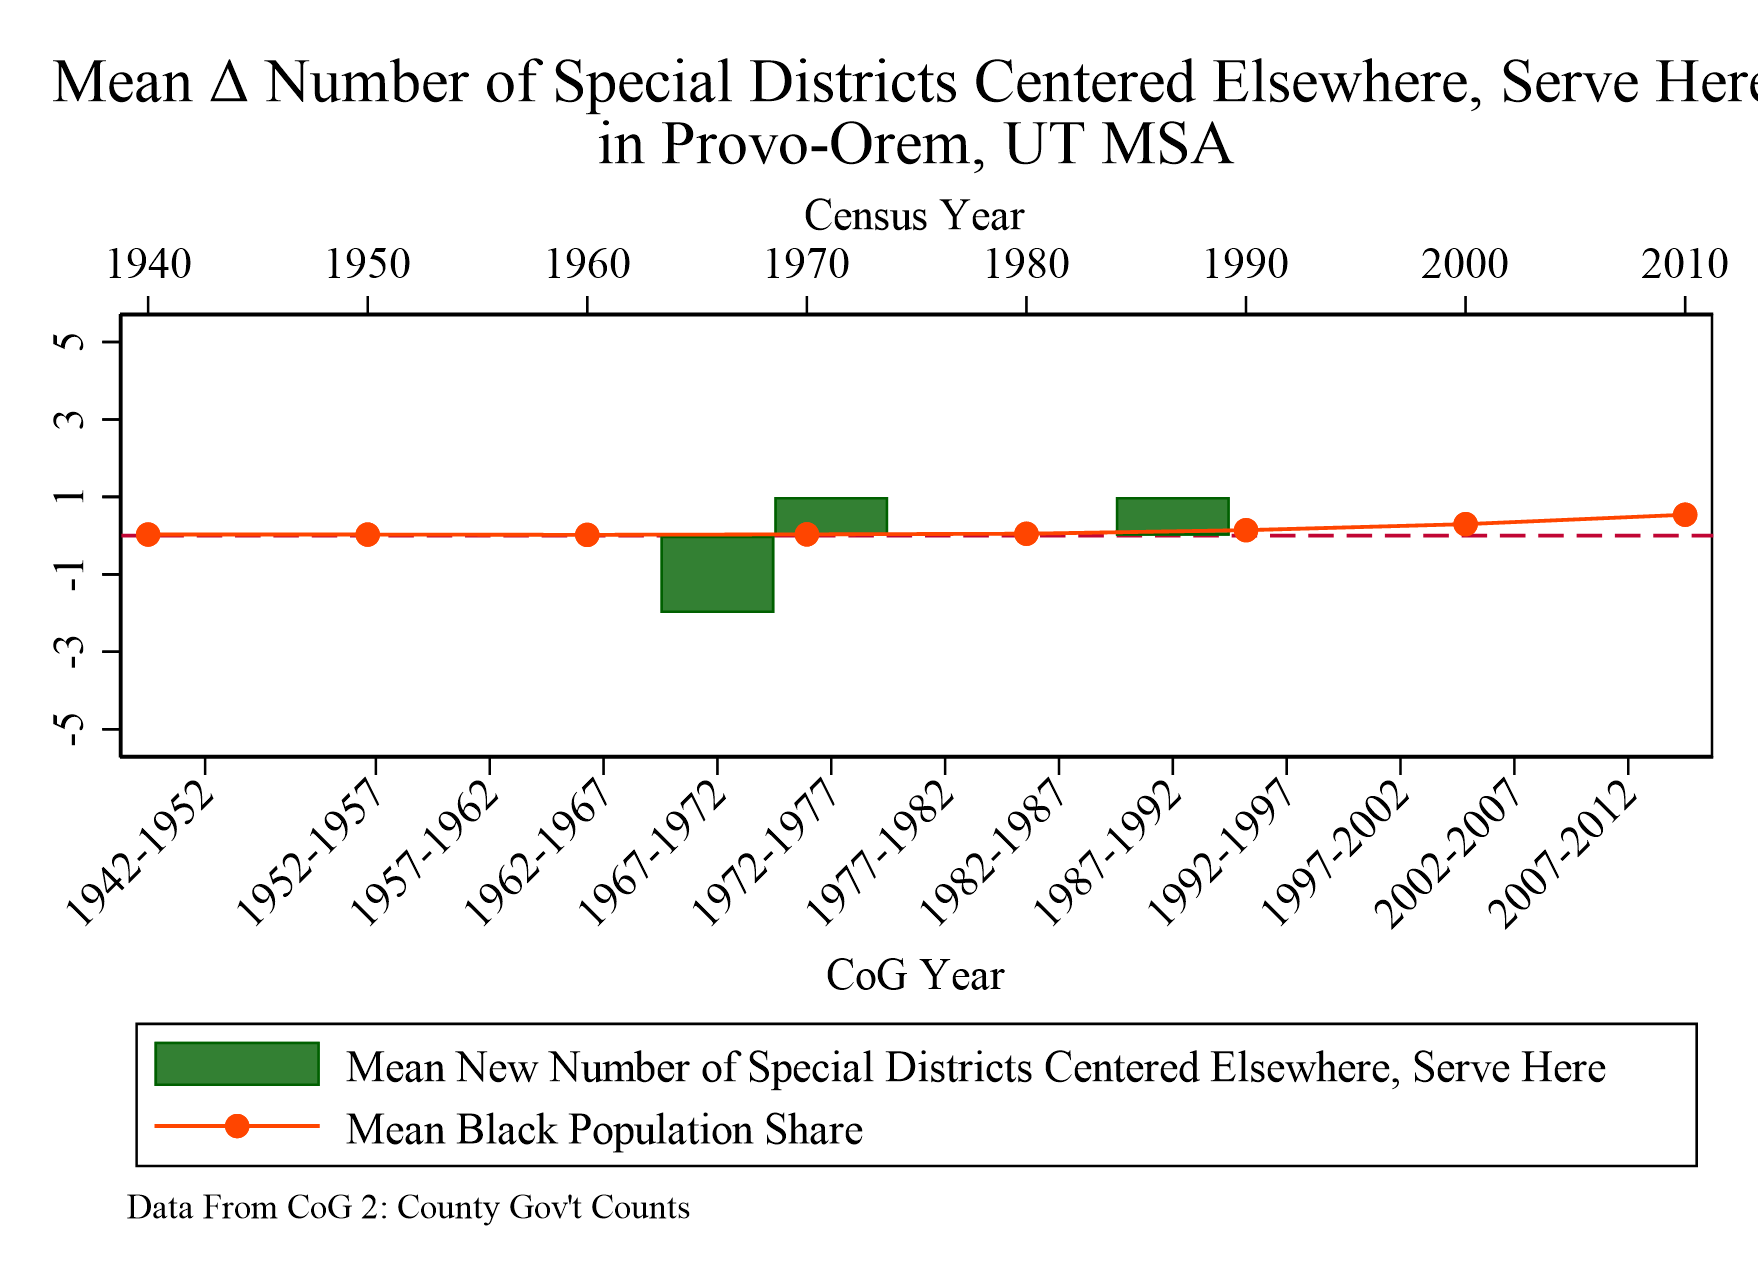 Mean Δ Number of Special Districts Centered Elsewhere, Serve Here
in Provo-Orem, UT MSA
Census Year
1940 1950 1960 1970 1980 1990 2000 2010
5
3
1
-1
-3
-5
1942-1952 1952-1957 1957-1962 1962-1967 1967-1972 1972-1977 1977-1982 1982-1987 1987-1992 1992-1997 1997-2002 2002-2007 2007-2012
CoG Year
Mean New Number of Special Districts Centered Elsewhere, Serve Here
Mean Black Population Share
Data From CoG 2: County Gov't Counts